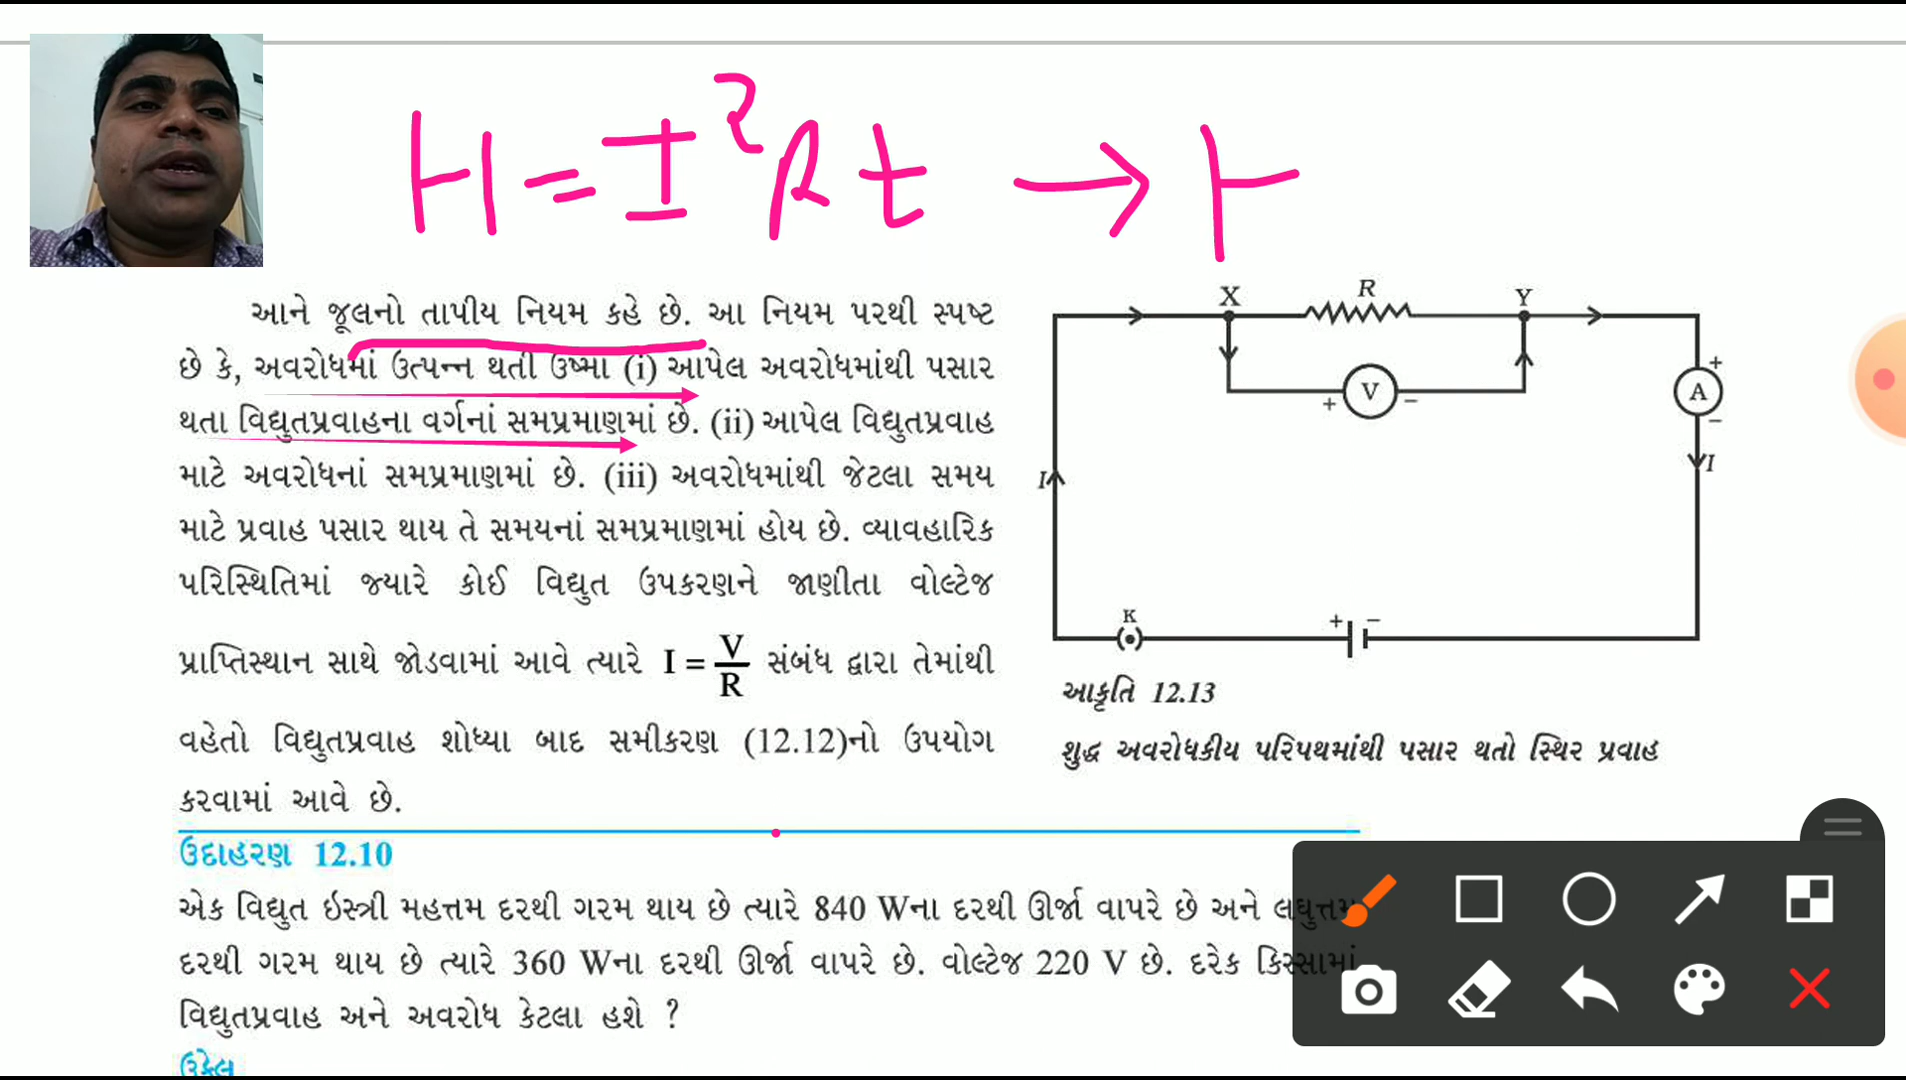 H = I²Rt → H
આને જૂલનો તાપીય નિયમ કહે છે. આ નિયમ પરથી સ્પષ્ટ
છે કે, અવરોધમાં ઉત્પન્ન થતી ઉષ્મા (i) આપેલ અવરોધમાંથી પસાર
થતા વિદ્યુતપ્રવાહના વર્ગનાં સમપ્રમાણમાં છે. (ii) આપેલ વિદ્યુતપ્રવાહ
માટે અવરોધનાં સમપ્રમાણમાં છે. (iii) અવરોધમાંથી જેટલા સમય
માટે પ્રવાહ પસાર થાય તે સમયનાં સમપ્રમાણમાં હોય છે. વ્યાવહારિક
પરિસ્થિતિમાં જ્યારે કોઈ વિદ્યુત ઉપકરણને જાણીતા વોલ્ટેજ
પ્રાપ્તિસ્થાન સાથે જોડવામાં આવે ત્યારે I = V/R સંબંધ દ્વારા તેમાંથી
વહેતો વિદ્યુતપ્રવાહ શોધ્યા બાદ સમીકરણ (12.12)નો ઉપયોગ
કરવામાં આવે છે.
X R Y
+ V −
+
A
−
I
I
K
+ −
આકૃતિ 12.13
શુદ્ધ અવરોધકીય પરિપથમાંથી પસાર થતો સ્થિર પ્રવાહ
ઉદાહરણ 12.10
એક વિદ્યુત ઇસ્ત્રી મહત્તમ દરથી ગરમ થાય છે ત્યારે 840 Wના દરથી ઊર્જા વાપરે છે અને લઘુત્તમ
દરથી ગરમ થાય છે ત્યારે 360 Wના દરથી ઊર્જા વાપરે છે. વોલ્ટેજ 220 V છે. દરેક કિસ્સામાં
વિદ્યુતપ્રવાહ અને અવરોધ કેટલા હશે ?
ઉકેલ